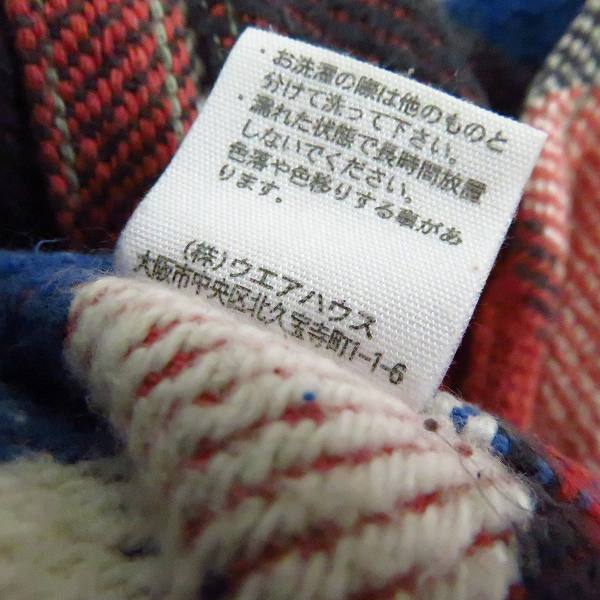 ・お洗濯の際は他のものと
分けて洗って下さい。
・濡れた状態で長時間放屋
しないでください。
色落や色移りする事があ
ります。
(株)ウエアハウス
大阪市中央区北久宝寺町1-1-6